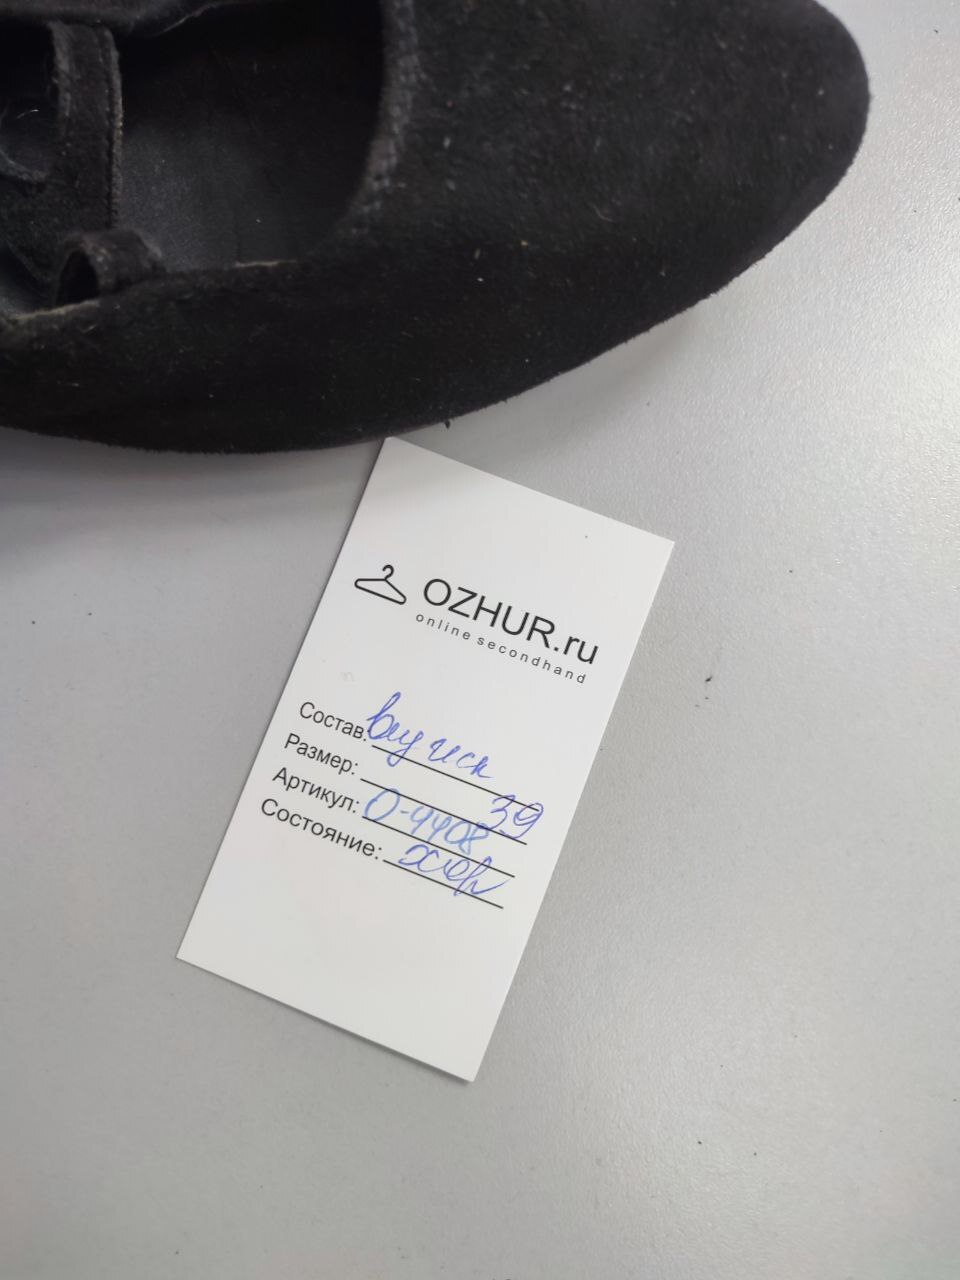 OZHUR.ru
online secondhand
Состав:
Размер: 39
Артикул: О-4408
Состояние: хор